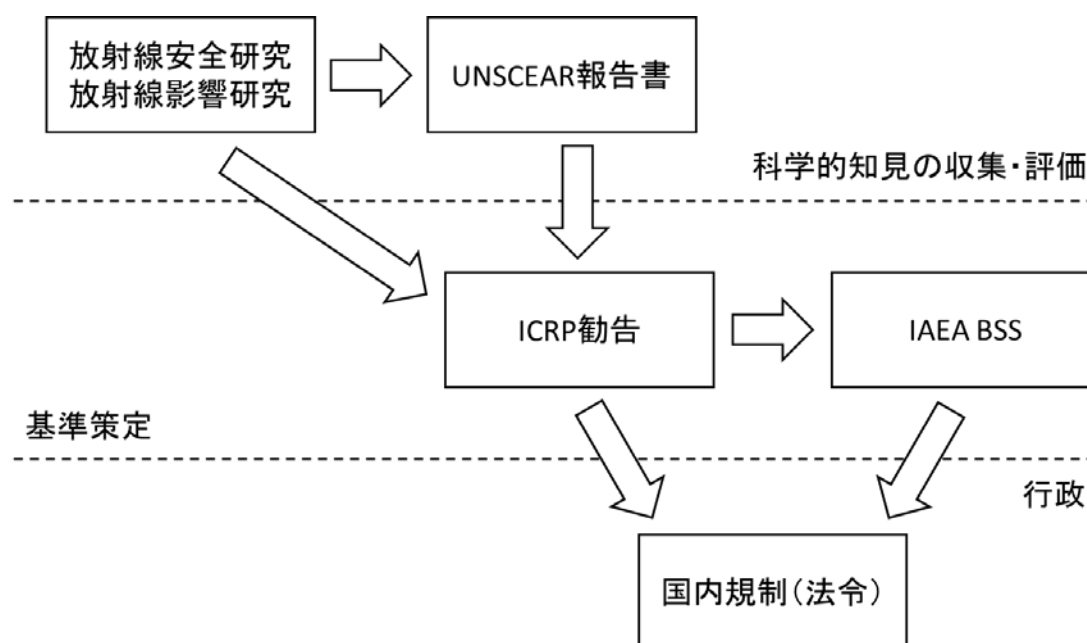 放射線安全研究
放射線影響研究
UNSCEAR報告書
科学的知見の収集・評価
ICRP勧告
IAEA BSS
基準策定
行政
国内規制(法令)